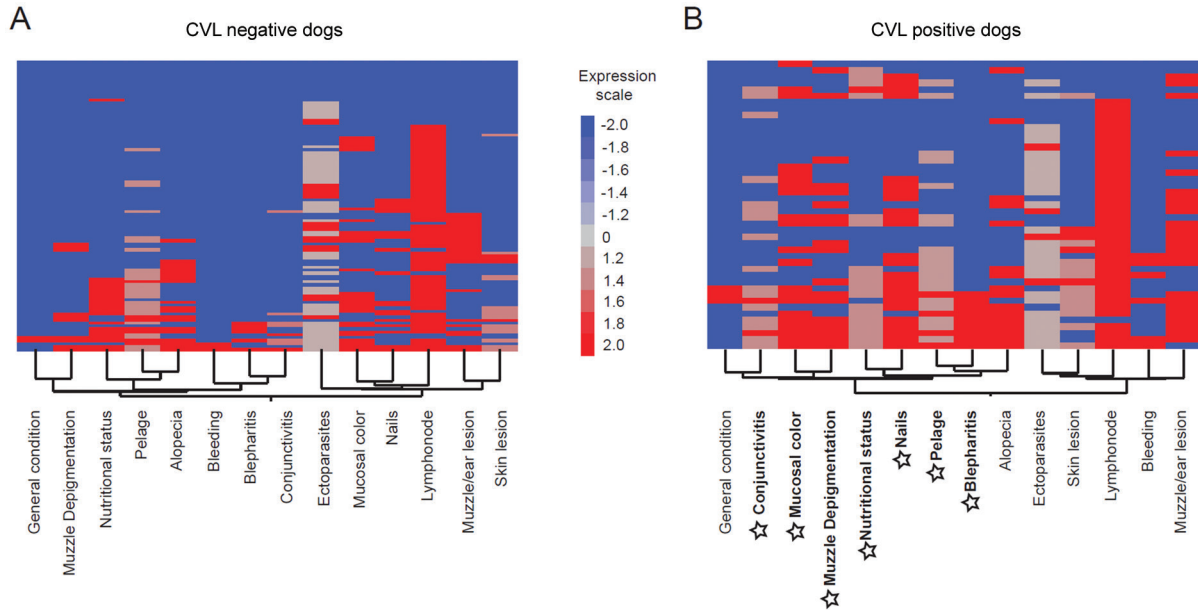 A
CVL negative dogs
B
CVL positive dogs
Expression
scale
-2.0
-1.8
-1.6
-1.4
-1.2
0
1.2
1.4
1.6
1.8
2.0
General condition
Muzzle Depigmentation
Nutritional status
Pelage
Alopecia
Bleeding
Blepharitis
Conjunctivitis
Ectoparasites
Mucosal color
Nails
Lymphonode
Muzzle/ear lesion
Skin lesion
General condition
Conjunctivitis
Mucosal color
Muzzle Depigmentation
Nutritional status
Nails
Pelage
Blepharitis
Alopecia
Ectoparasites
Skin lesion
Lymphonode
Bleeding
Muzzle/ear lesion